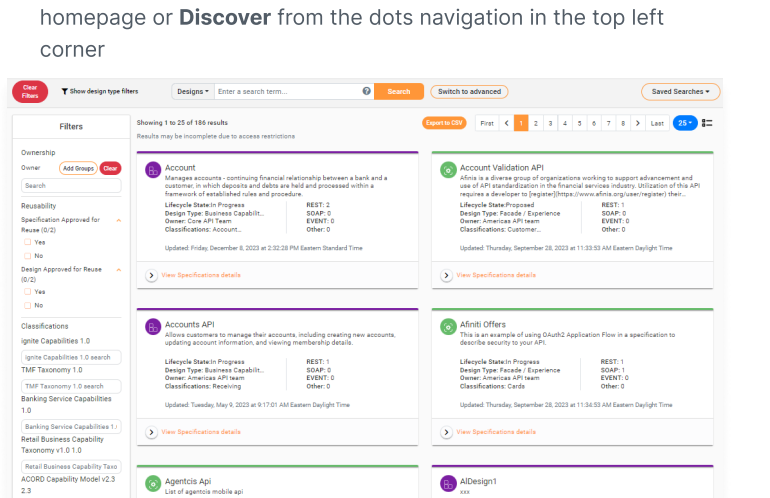 homepage or Discover from the dots navigation in the top left
corner
Clear
Filters
Show design type filters
Designs
Enter a search term...
Search
Switch to advanced
Saved Searches
Filters
Ownership
Owner
Add Groups
Clear
Search
Reusability
Specification Approved for
Reuse (0/2)
Yes
No
Design Approved for Reuse
(0/2)
Yes
No
Classifications
ignite Capabilities 1.0
ignite Capabilities 1.0 search
TMF Taxonomy 1.0
TMF Taxonomy 1.0 search
Banking Service Capabilities
1.0
Banking Service Capabilities 1.(
Retail Business Capability
Taxonomy v1.0 1.0
Retail Business Capability Taxo
ACORD Capability Model v2.3
2.3
Showing 1 to 25 of 186 results
Results may be incomplete due to access restrictions
Export to CSV
First < 1 2 3 4 5 6 7 8 > Last
25
Account
Manages accounts - continuing financial relationship between a bank and a
customer, in which deposits and debts are held and processed within a
framework of established rules and procedure.
Lifecycle State:In Progress
Design Type: Business Capabilit...
Owner: Core API Team
Classifications: Account...
REST: 2
SOAP: 0
EVENT: 0
Other: 0
Updated: Friday, December 8, 2023 at 2:32:28 PM Eastern Standard Time
View Specifications details
Account Validation API
Afinis is a diverse group of organizations working to support advancement and
use of API standardization in the financial services industry. Utilization of this API
requires a developer to [register](https://www.afinis.org/user/register) their...
Lifecycle State:Proposed
Design Type: Facade / Experience
Owner: Americas API team
Classifications: Customer...
REST: 1
SOAP: 0
EVENT: 0
Other: 0
Updated: Thursday, September 28, 2023 at 11:33:53 AM Eastern Daylight Time
View Specifications details
Accounts API
Allows customers to manage their accounts, including creating new accounts,
updating account information, and viewing membership details.
Lifecycle State:In Progress
Design Type: Business Capabilit...
Owner: Americas API team
Classifications: Receiving
REST: 1
SOAP: 0
EVENT: 0
Other: 0
Updated: Tuesday, May 9, 2023 at 9:17:01 AM Eastern Daylight Time
View Specifications details
Afiniti Offers
This is an example of using OAuth2 Application Flow in a specification to
describe security to your API.
Lifecycle State:In Progress
Design Type: Facade / Experience
Owner: Americas API team
Classifications: Cards
REST: 1
SOAP: 1
EVENT: 0
Other: 0
Updated: Thursday, September 28, 2023 at 11:34:53 AM Eastern Daylight Time
View Specifications details
Agentcis Api
List of agentcis mobile api
AIDesign1
xxx